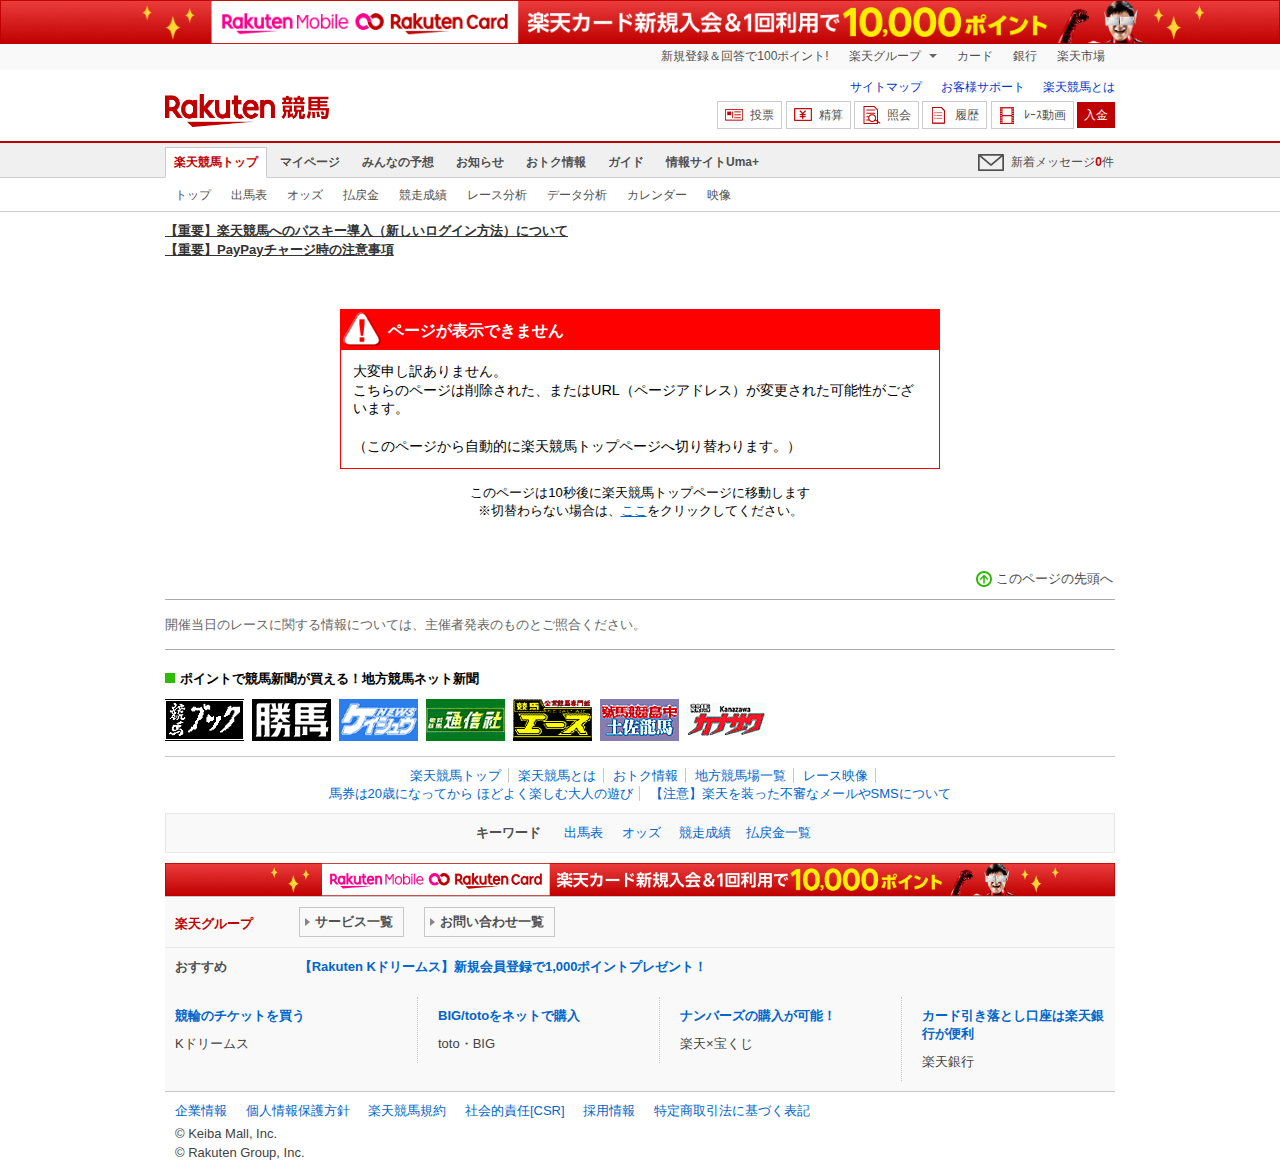 Rakuten Mobile Rakuten Card 楽天カード新規入会&1回利用で10,000ポイント
新規登録&回答で100ポイント! 楽天グループ カード 銀行 楽天市場
サイトマップ お客様サポート 楽天競馬とは
Rakuten 競馬
投票 精算 照会 履歴 ﾚｰｽ動画 入金
楽天競馬トップ マイページ みんなの予想 お知らせ おトク情報 ガイド 情報サイトUma+ 新着メッセージ0件
トップ 出馬表 オッズ 払戻金 競走成績 レース分析 データ分析 カレンダー 映像
【重要】楽天競馬へのパスキー導入（新しいログイン方法）について
【重要】PayPayチャージ時の注意事項
ページが表示できません
大変申し訳ありません。
こちらのページは削除された、またはURL（ページアドレス）が変更された可能性がござ
います。
（このページから自動的に楽天競馬トップページへ切り替わります。）
このページは10秒後に楽天競馬トップページに移動します
※切替わらない場合は、ここをクリックしてください。
このページの先頭へ
開催当日のレースに関する情報については、主催者発表のものとご照合ください。
ポイントで競馬新聞が買える！地方競馬ネット新聞
競馬ブック 勝馬 ケイシュウNEWS 通信社 競馬エース 競馬中島號 土佐龍馬 Kanazawa カナザワ
楽天競馬トップ 楽天競馬とは おトク情報 地方競馬場一覧 レース映像
馬券は20歳になってから ほどよく楽しむ大人の遊び 【注意】楽天を装った不審なメールやSMSについて
キーワード 出馬表 オッズ 競走成績 払戻金一覧
Rakuten Mobile Rakuten Card 楽天カード新規入会&1回利用で10,000ポイント
楽天グループ サービス一覧 お問い合わせ一覧
おすすめ 【Rakuten Kドリームス】新規会員登録で1,000ポイントプレゼント！
競輪のチケットを買う BIG/totoをネットで購入 ナンバーズの購入が可能！ カード引き落とし口座は楽天銀
行が便利
Kドリームス toto・BIG 楽天×宝くじ
楽天銀行
企業情報 個人情報保護方針 楽天競馬規約 社会的責任[CSR] 採用情報 特定商取引法に基づく表記
© Keiba Mall, Inc.
© Rakuten Group, Inc.